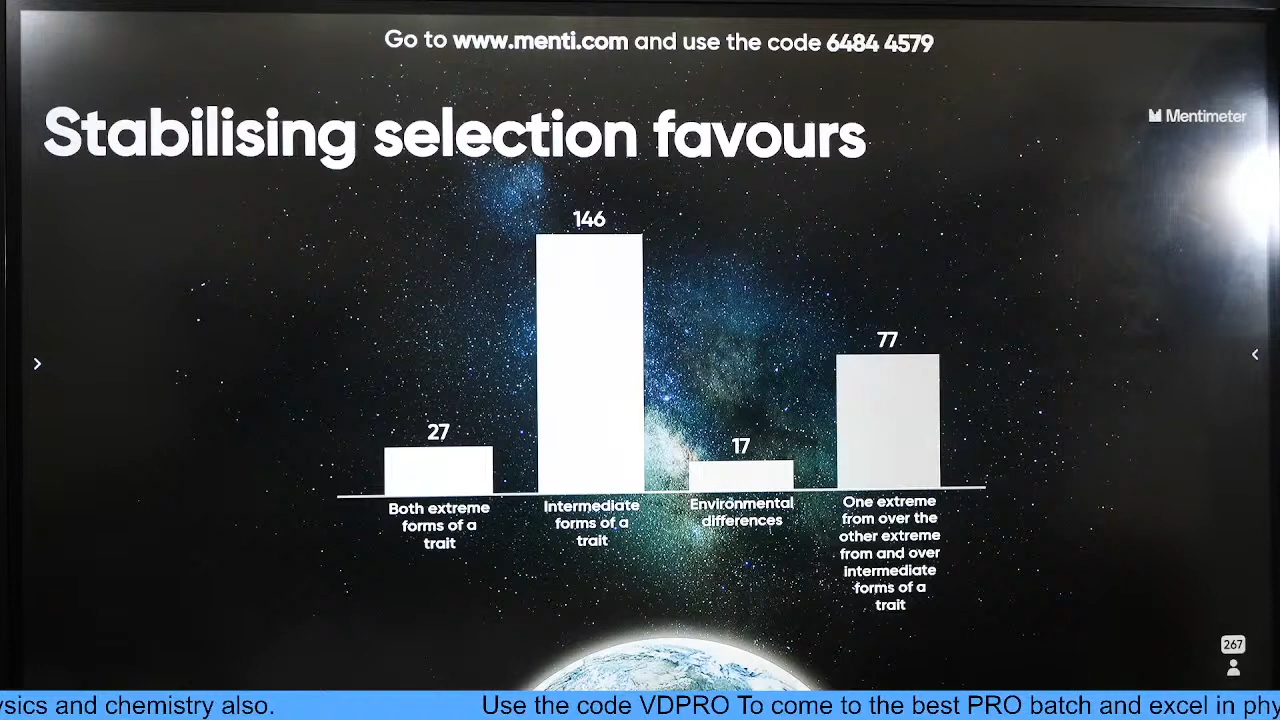 Go to www.menti.com and use the code 6484 4579
Mentimeter
Stabilising selection favours
146
77
27
17
Both extreme
forms of a
trait
Intermediate
forms of a
trait
Environmental
differences
One extreme
from over the
other extreme
from and over
intermediate
forms of a
trait
267
ysics and chemistry also.
Use the code VDPRO To come to the best PRO batch and excel in phy